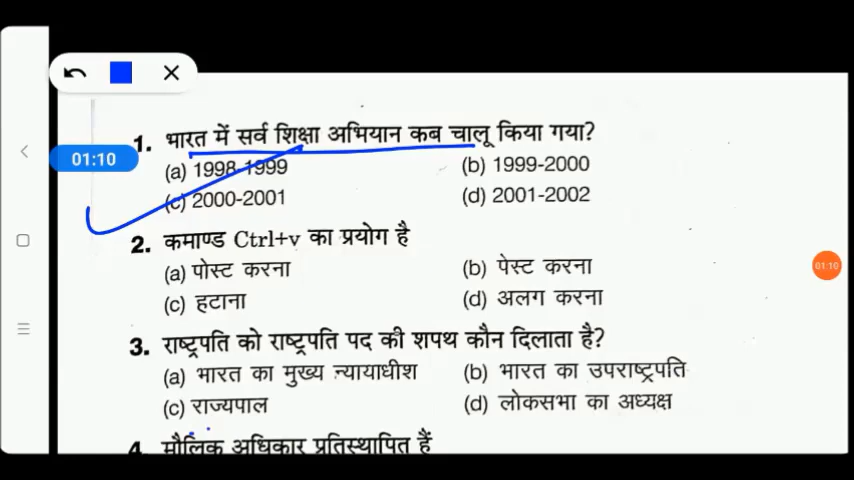 1. भारत में सर्व शिक्षा अभियान कब चालू किया गया?
01:10
(a) 1998-1999 (b) 1999-2000
(c) 2000-2001 (d) 2001-2002
2. कमाण्ड Ctrl+v का प्रयोग है
(a) पोस्ट करना (b) पेस्ट करना
01:10
(c) हटाना (d) अलग करना
3. राष्ट्रपति को राष्ट्रपति पद की शपथ कौन दिलाता है?
(a) भारत का मुख्य न्यायाधीश (b) भारत का उपराष्ट्रपति
(c) राज्यपाल (d) लोकसभा का अध्यक्ष
4. मौलिक अधिकार प्रतिस्थापित हैं